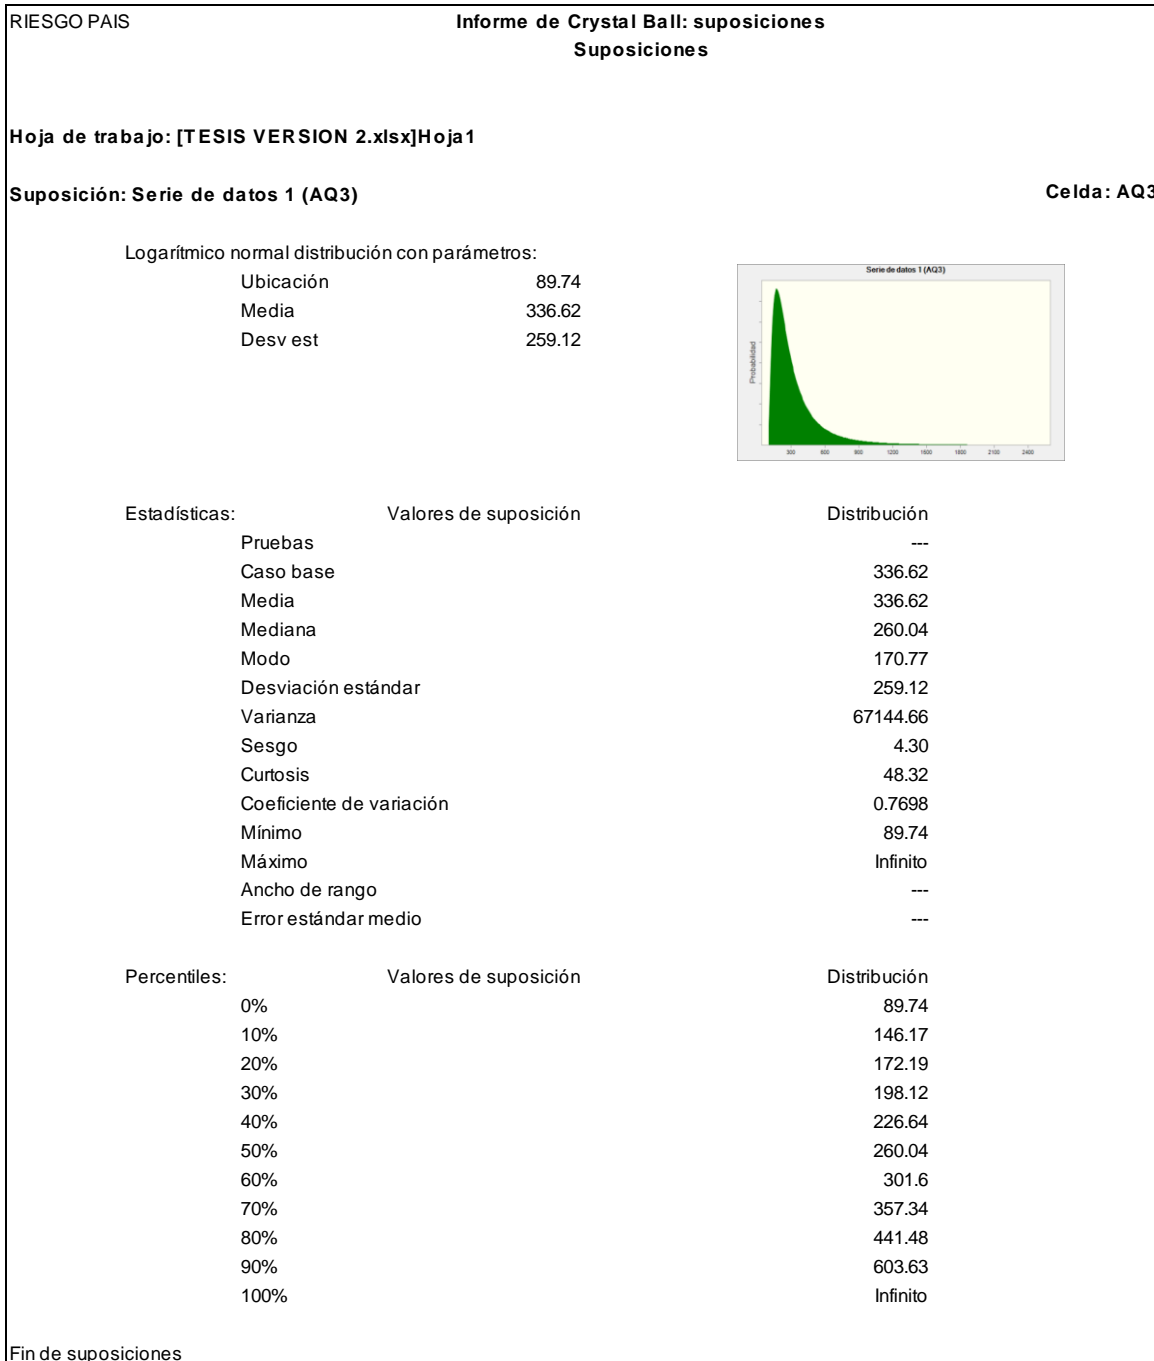 RIESGO PAIS
Informe de Crystal Ball: suposiciones
Suposiciones
Hoja de trabajo: [TESIS VERSION 2.xlsx]Hoja1
Suposición: Serie de datos 1 (AQ3) Celda: AQ3
Logarítmico normal distribución con parámetros:
Ubicación 89.74
Media 336.62
Desv est 259.12
Serie de datos 1 (AQ3)
Probabilidad
300 600 900 1200 1500 1800 2100 2400
Estadísticas: Valores de suposición Distribución
Pruebas ---
Caso base 336.62
Media 336.62
Mediana 260.04
Modo 170.77
Desviación estándar 259.12
Varianza 67144.66
Sesgo 4.30
Curtosis 48.32
Coeficiente de variación 0.7698
Mínimo 89.74
Máximo Infinito
Ancho de rango ---
Error estándar medio ---
Percentiles: Valores de suposición Distribución
0% 89.74
10% 146.17
20% 172.19
30% 198.12
40% 226.64
50% 260.04
60% 301.6
70% 357.34
80% 441.48
90% 603.63
100% Infinito
Fin de suposiciones